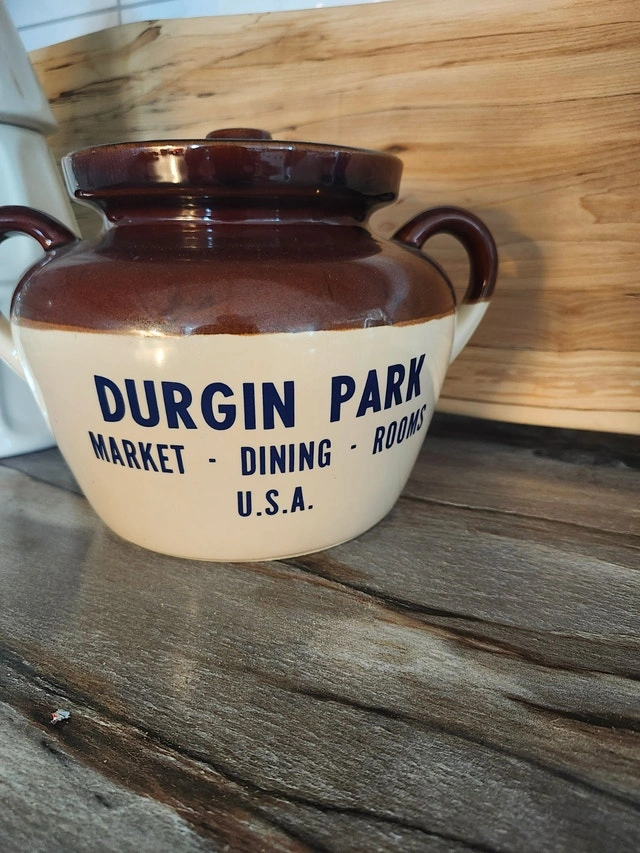 DURGIN PARK
MARKET - DINING - ROOMS
U.S.A.